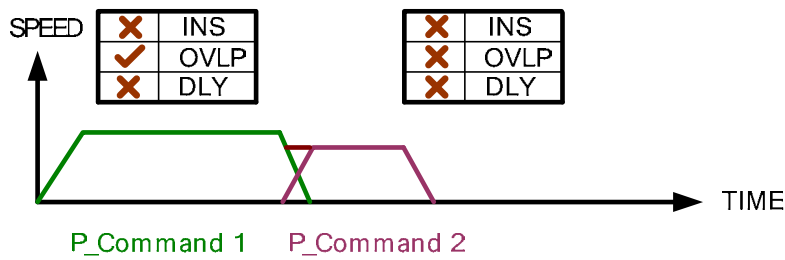 SPEED
INS
OVLP
DLY
INS
OVLP
DLY
TIME
P_Command 1
P_Command 2